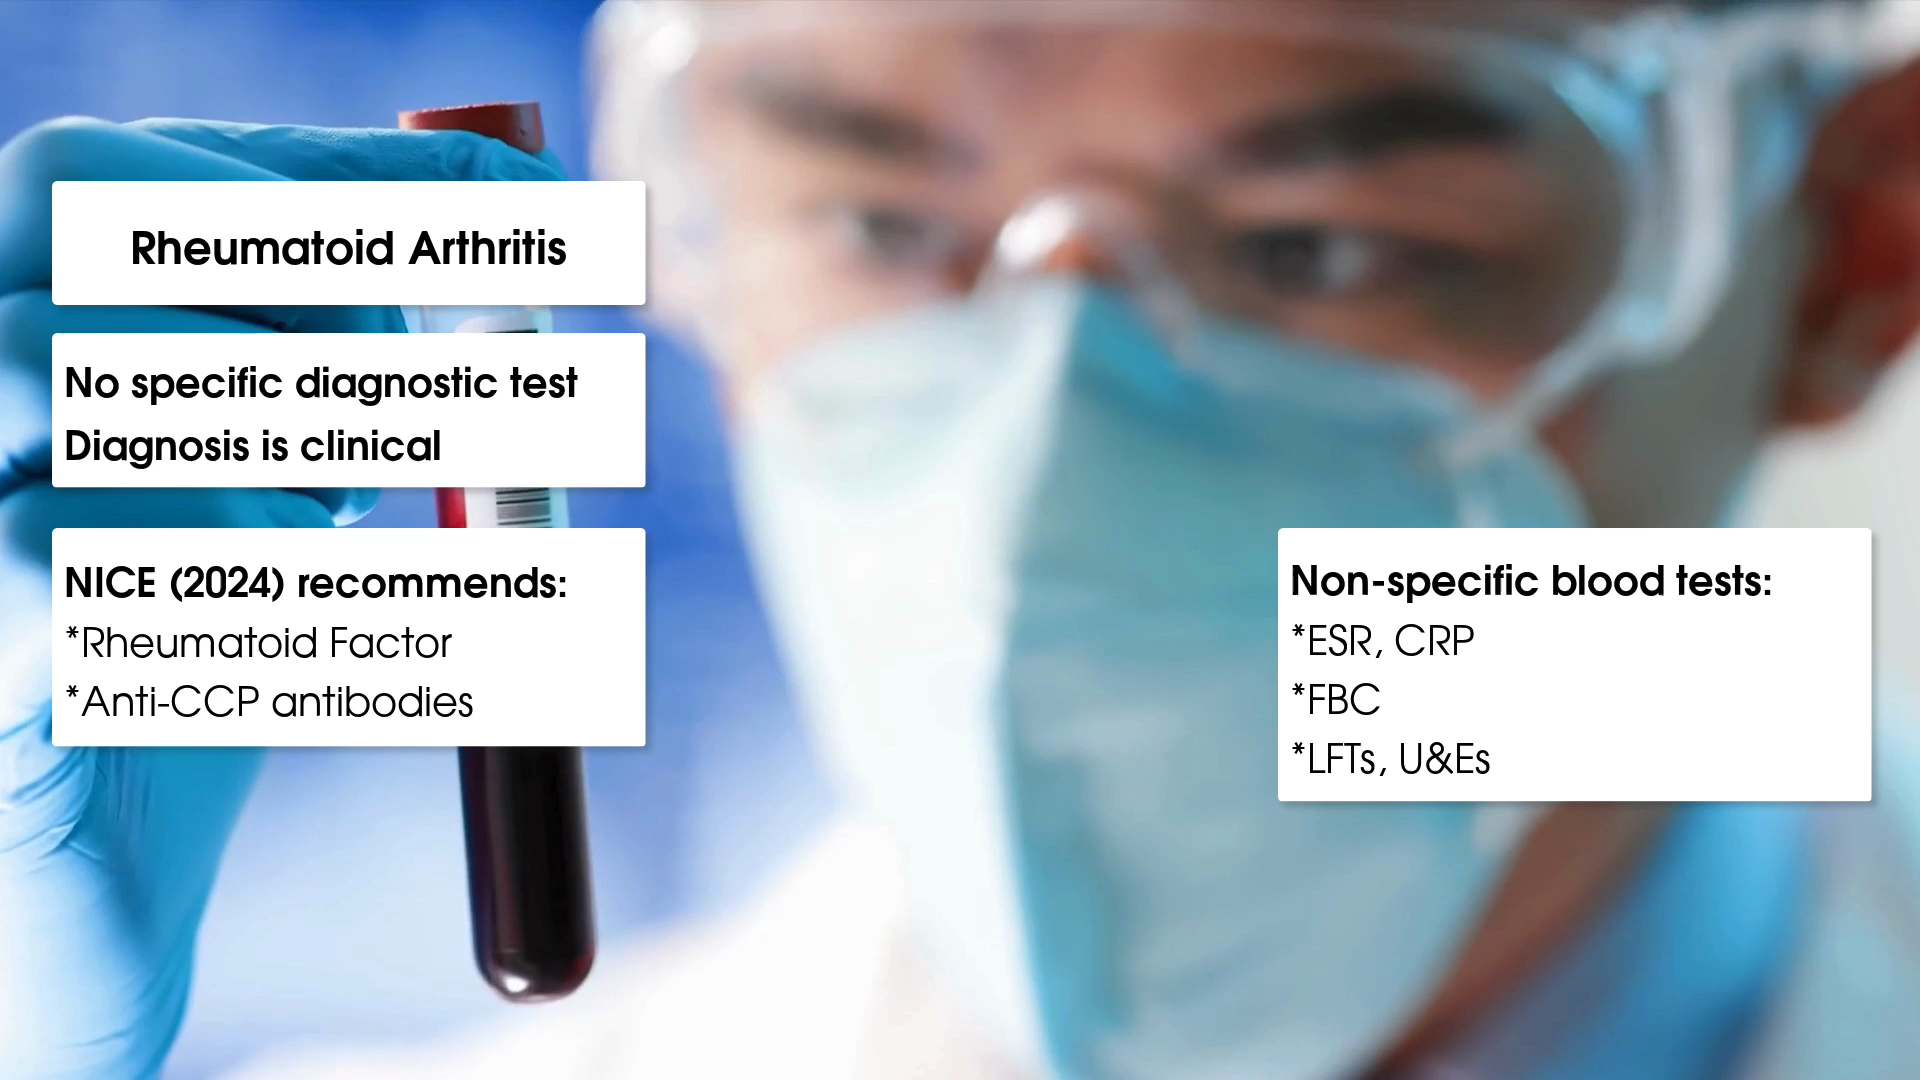 Rheumatoid Arthritis
No specific diagnostic test
Diagnosis is clinical
NICE (2024) recommends:
*Rheumatoid Factor
*Anti-CCP antibodies
Non-specific blood tests:
*ESR, CRP
*FBC
*LFTs, U&Es